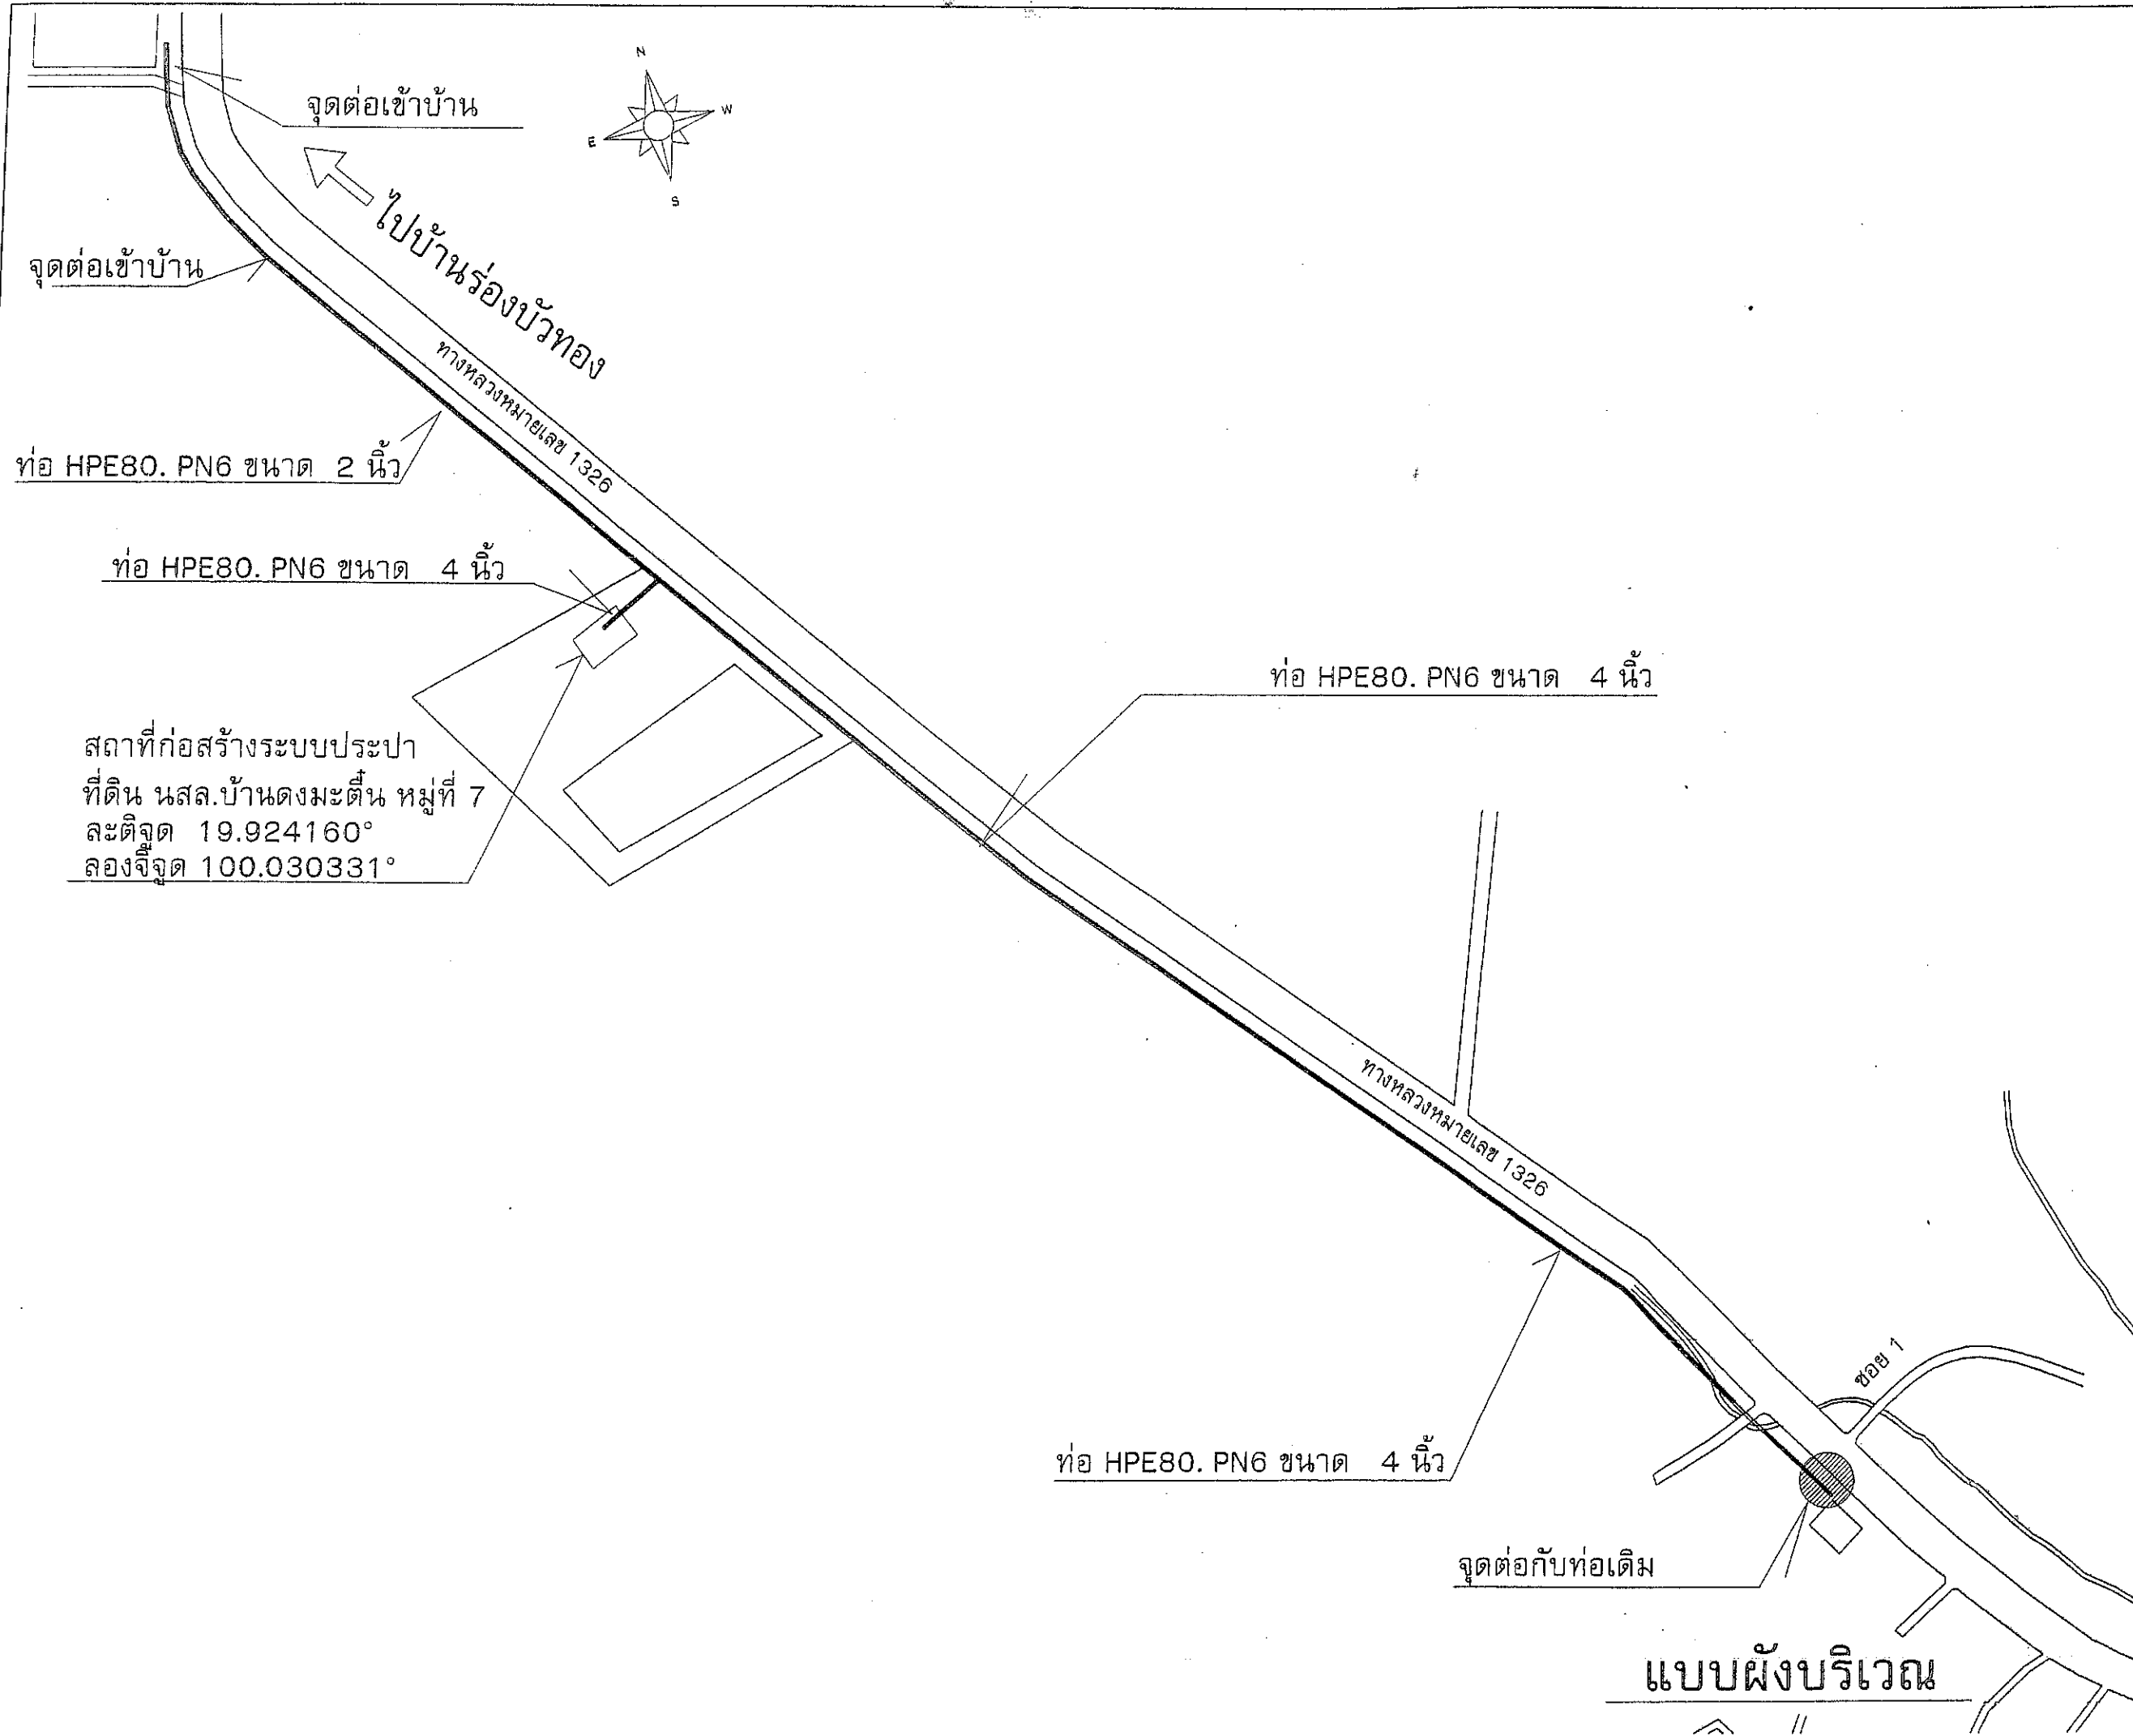 N
จุดต่อเข้าบ้าน
W
E
S
ไปบ้านร่องบัวทอง
จุดต่อเข้าบ้าน
ทางหลวงหมายเลข 1326
ท่อ HPE80. PN6 ขนาด 2 นิ้ว
ท่อ HPE80. PN6 ขนาด 4 นิ้ว
ท่อ HPE80. PN6 ขนาด 4 นิ้ว
สถาที่ก่อสร้างระบบประปา
ที่ดิน นสล.บ้านดงมะตื๋น หมู่ที่ 7
ละติจูด 19.924160°
ลองจิจูด 100.030331°
ทางหลวงหมายเลข 1326
ซอย 1
ท่อ HPE80. PN6 ขนาด 4 นิ้ว
จุดต่อกับท่อเดิม
แบบผังบริเวณ